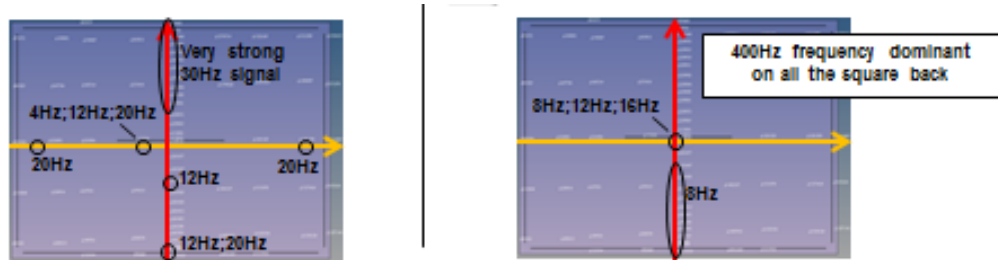 Very strong
30Hz signal
4Hz;12Hz;20Hz
20Hz
20Hz
12Hz
12Hz;20Hz
400Hz frequency dominant
on all the square back
8Hz;12Hz;16Hz
8Hz